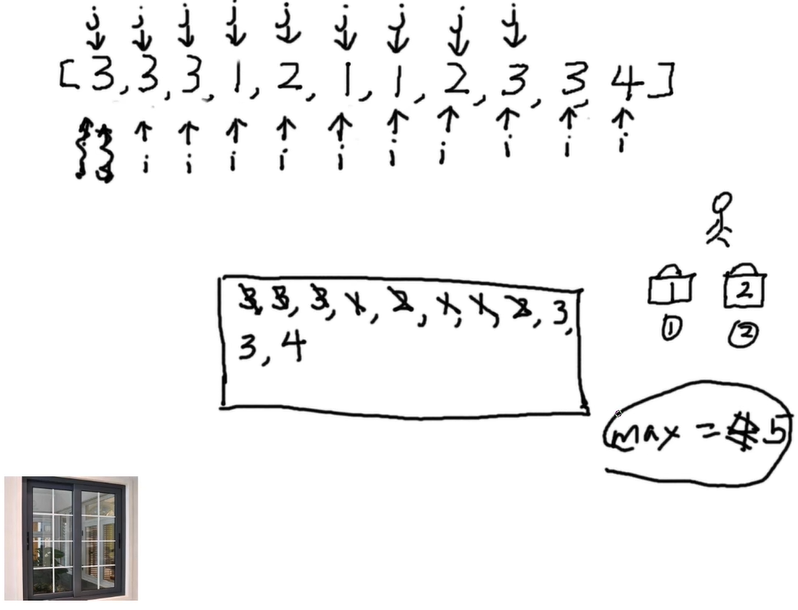 j j j j j j j j j
[3, 3, 3, 1, 2, 1, 1, 2, 3, 3, 4]
i i i i i i i i i i
3, 3, 3, 1, 2, 1, 1, 2, 3,
3, 4
1 2
① ②
max = 4 5